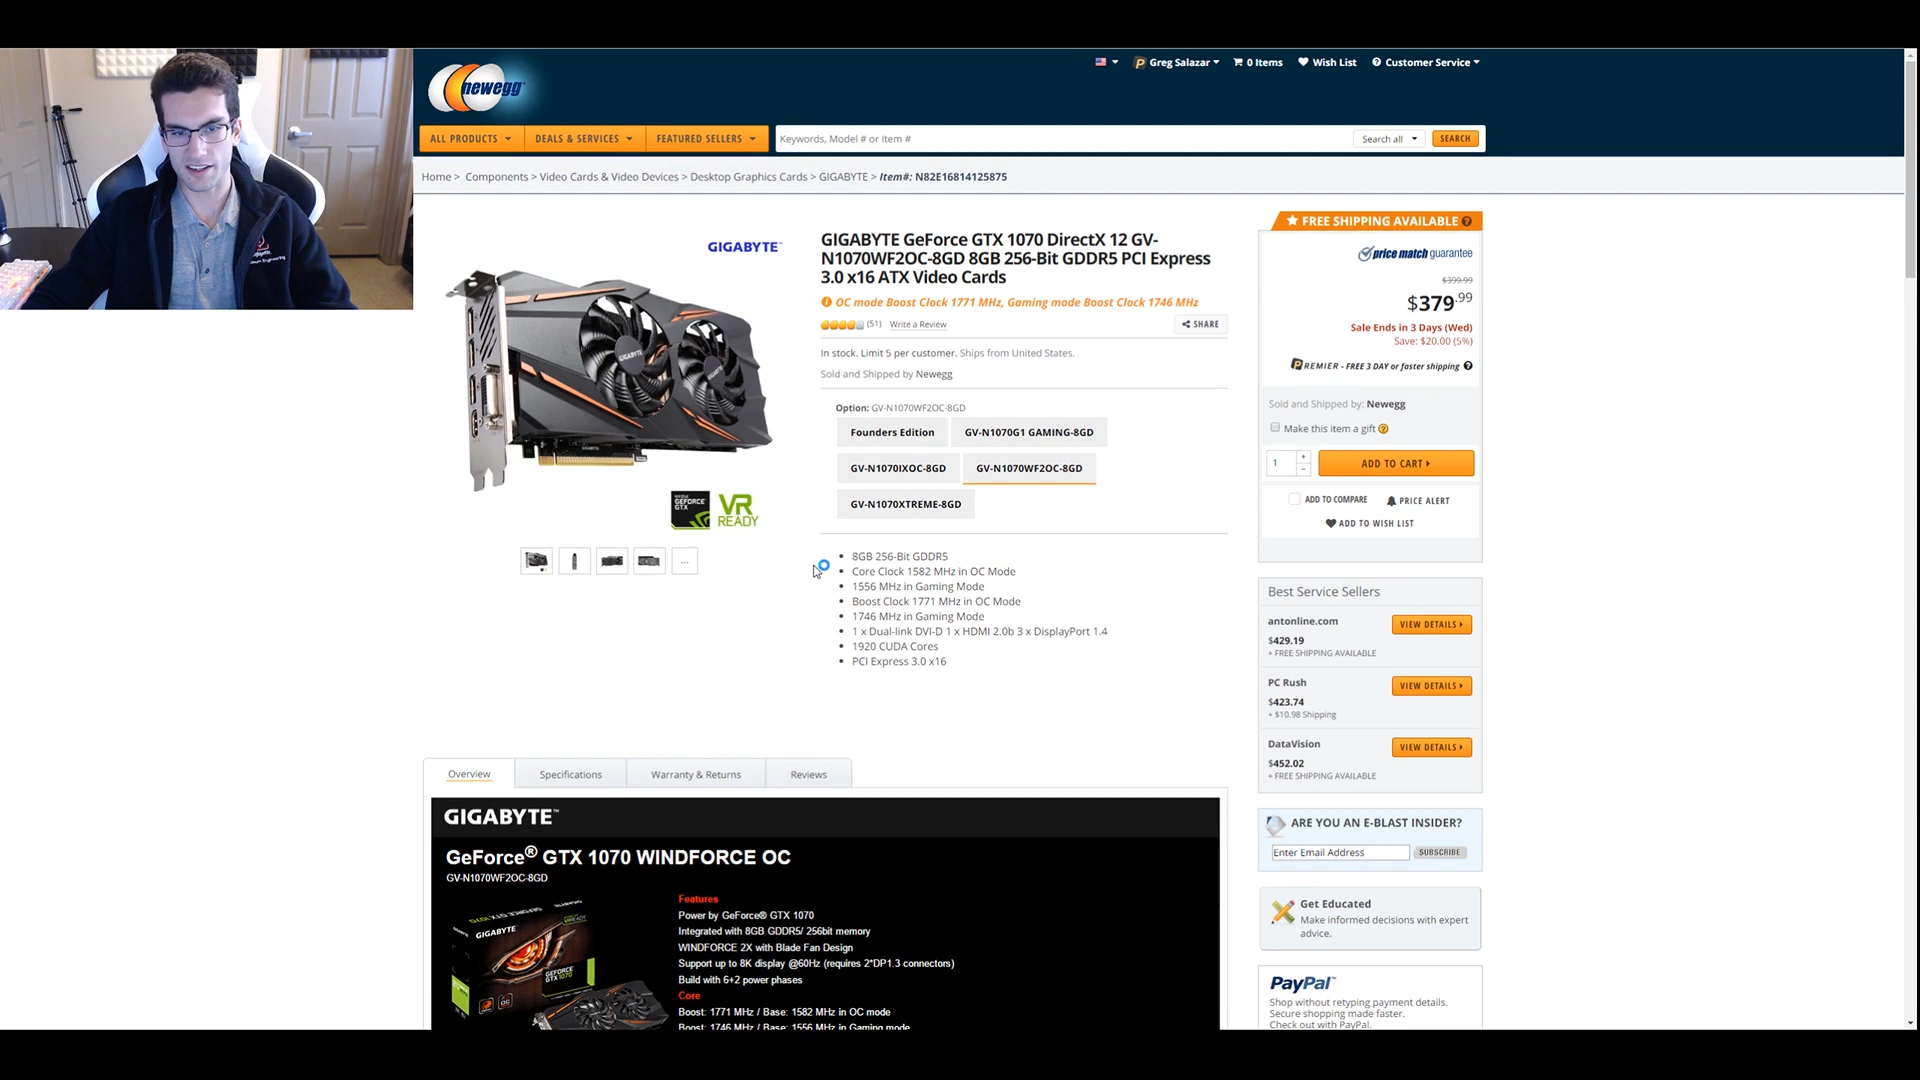 newegg
Greg Salazar
0 Items
Wish List
Customer Service
ALL PRODUCTS
DEALS & SERVICES
FEATURED SELLERS
Keywords, Model # or Item #
Search all
SEARCH
Home > Components > Video Cards & Video Devices > Desktop Graphics Cards > GIGABYTE > Item#: N82E16814125875
GIGABYTE™
GEFORCE GTX
VR READY
...
GIGABYTE GeForce GTX 1070 DirectX 12 GV-
N1070WF2OC-8GD 8GB 256-Bit GDDR5 PCI Express
3.0 x16 ATX Video Cards
OC mode Boost Clock 1771 MHz, Gaming mode Boost Clock 1746 MHz
(51) Write a Review
SHARE
In stock. Limit 5 per customer. Ships from United States.
Sold and Shipped by Newegg
Option: GV-N1070WF2OC-8GD
Founders Edition
GV-N1070G1 GAMING-8GD
GV-N1070IXOC-8GD
GV-N1070WF2OC-8GD
GV-N1070XTREME-8GD
8GB 256-Bit GDDR5
Core Clock 1582 MHz in OC Mode
1556 MHz in Gaming Mode
Boost Clock 1771 MHz in OC Mode
1746 MHz in Gaming Mode
1 x Dual-link DVI-D 1 x HDMI 2.0b 3 x DisplayPort 1.4
1920 CUDA Cores
PCI Express 3.0 x16
FREE SHIPPING AVAILABLE
price match guarantee
$399.99
$379.99
Sale Ends in 3 Days (Wed)
Save: $20.00 (5%)
PREMIER - FREE 3 DAY or faster shipping
Sold and Shipped by: Newegg
Make this item a gift
1
ADD TO CART
ADD TO COMPARE
PRICE ALERT
ADD TO WISH LIST
Best Service Sellers
antonline.com
VIEW DETAILS
$429.19
+ FREE SHIPPING AVAILABLE
PC Rush
VIEW DETAILS
$423.74
+ $10.98 Shipping
DataVision
VIEW DETAILS
$452.02
+ FREE SHIPPING AVAILABLE
ARE YOU AN E-BLAST INSIDER?
Enter Email Address
SUBSCRIBE
Get Educated
Make informed decisions with expert
advice.
PayPal™
Shop without retyping payment details.
Secure shopping made faster.
Check out with PayPal.
Overview
Specifications
Warranty & Returns
Reviews
GIGABYTE™
GeForce® GTX 1070 WINDFORCE OC
GV-N1070WF2OC-8GD
GIGABYTE
GEFORCE
GTX 1070
Features
Power by GeForce® GTX 1070
Integrated with 8GB GDDR5/ 256bit memory
WINDFORCE 2X with Blade Fan Design
Support up to 8K display @60Hz (requires 2*DP1.3 connectors)
Build with 6+2 power phases
Core
Boost: 1771 MHz / Base: 1582 MHz in OC mode
Boost: 1746 MHz / Base: 1556 MHz in Gaming mode